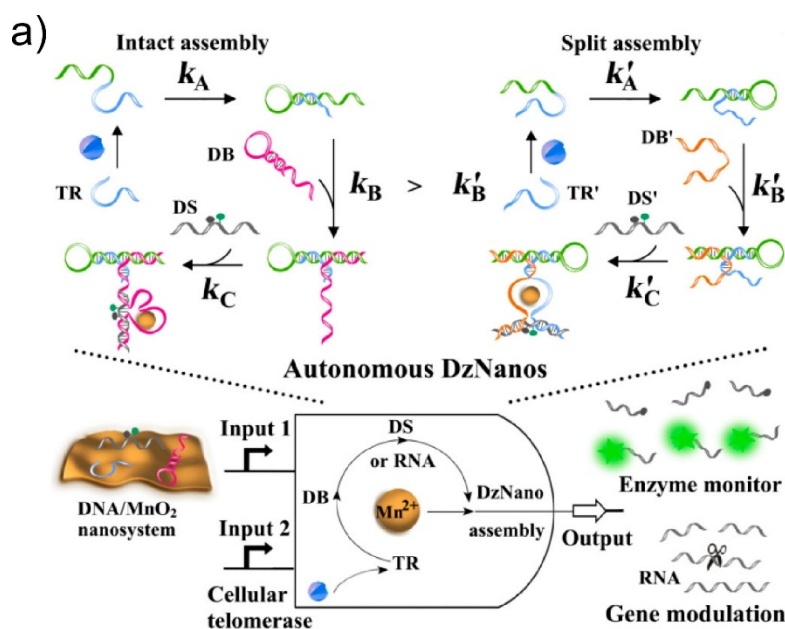 a)
Intact assembly
Split assembly
kA
k′A
DB
DB'
kB > k′B
k′B
TR
DS
TR'
DS'
kC
k′C
Autonomous DzNanos
Input 1
DS
or RNA
DB
Mn2+
DzNano
assembly
DNA/MnO2
nanosystem
Input 2
TR
Cellular
telomerase
Output
Enzyme monitor
RNA
Gene modulation